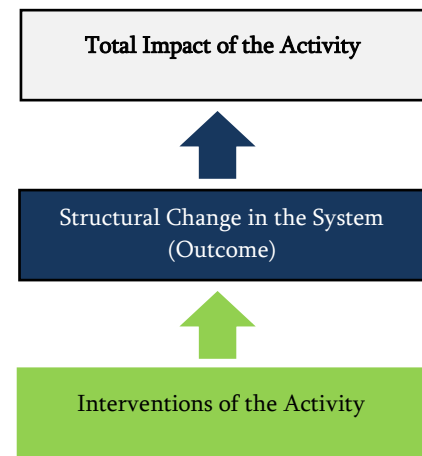 Total Impact of the Activity
Structural Change in the System
(Outcome)
Interventions of the Activity